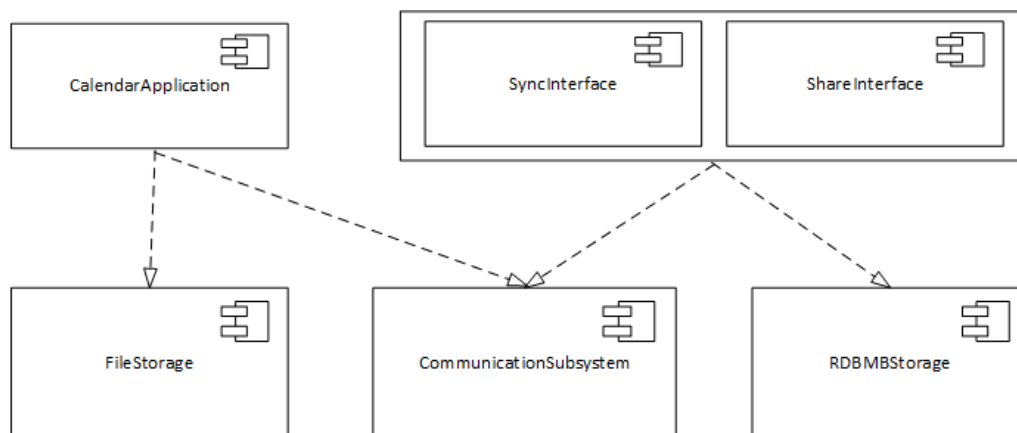 CalendarApplication
SyncInterface
ShareInterface
FileStorage
CommunicationSubsystem
RDBMBStorage